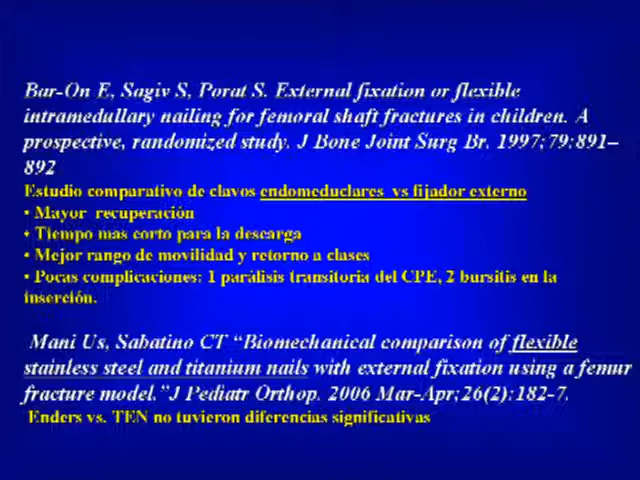 Bar-On E, Sagiv S, Porat S. External fixation or flexible
intramedullary nailing for femoral shaft fractures in children. A
prospective, randomized study. J Bone Joint Surg Br. 1997;79:891–
892
Estudio comparativo de clavos endomeduclares vs fijador externo
• Mayor recuperación
• Tiempo mas corto para la descarga
• Mejor rango de movilidad y retorno a clases
• Pocas complicaciones: 1 parálisis transitoria del CPE, 2 bursitis en la
inserción.
Mani Us, Sabatino CT “Biomechanical comparison of flexible
stainless steel and titanium nails with external fixation using a femur
fracture model.”J Pediatr Orthop. 2006 Mar-Apr;26(2):182-7.
Enders vs. TEN no tuvieron diferencias significativas